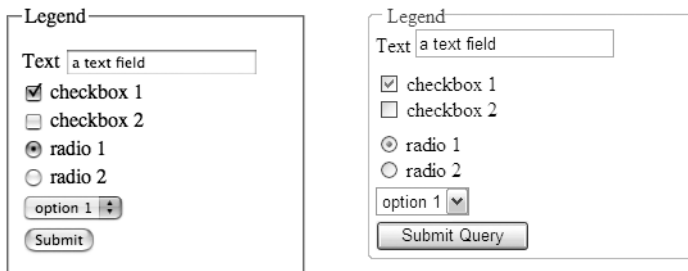 Legend
Text a text field
checkbox 1
checkbox 2
radio 1
radio 2
option 1
Submit
Legend
Text a text field
checkbox 1
checkbox 2
radio 1
radio 2
option 1
Submit Query